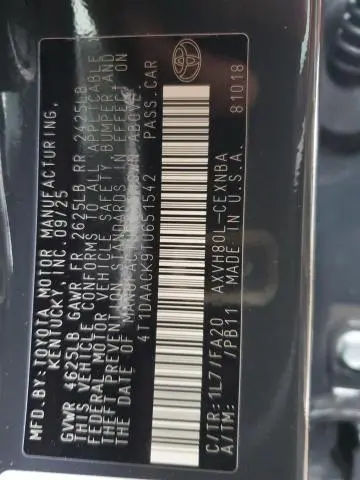 MFD.BY:TOYOTA MOTOR MANUFACTURING,
KENTUCKY, INC. 09/25
GVWR 4625LB GAWR FR 2625LB RR 2425LB
THIS VEHICLE CONFORMS TO ALL APPLICABLE
FEDERAL MOTOR VEHICLE SAFETY, BUMPER, AND
THEFT PREVENTION STANDARDS IN EFFECT ON
THE DATE OF MANUFACTURE SHOWN ABOVE.
4T1DAACK9TU651542 PASS.CAR
C/TR:1L7/FA20 AXVH80L-CEXNBA
A/TM: /PB11 MADE IN U.S.A. 81018